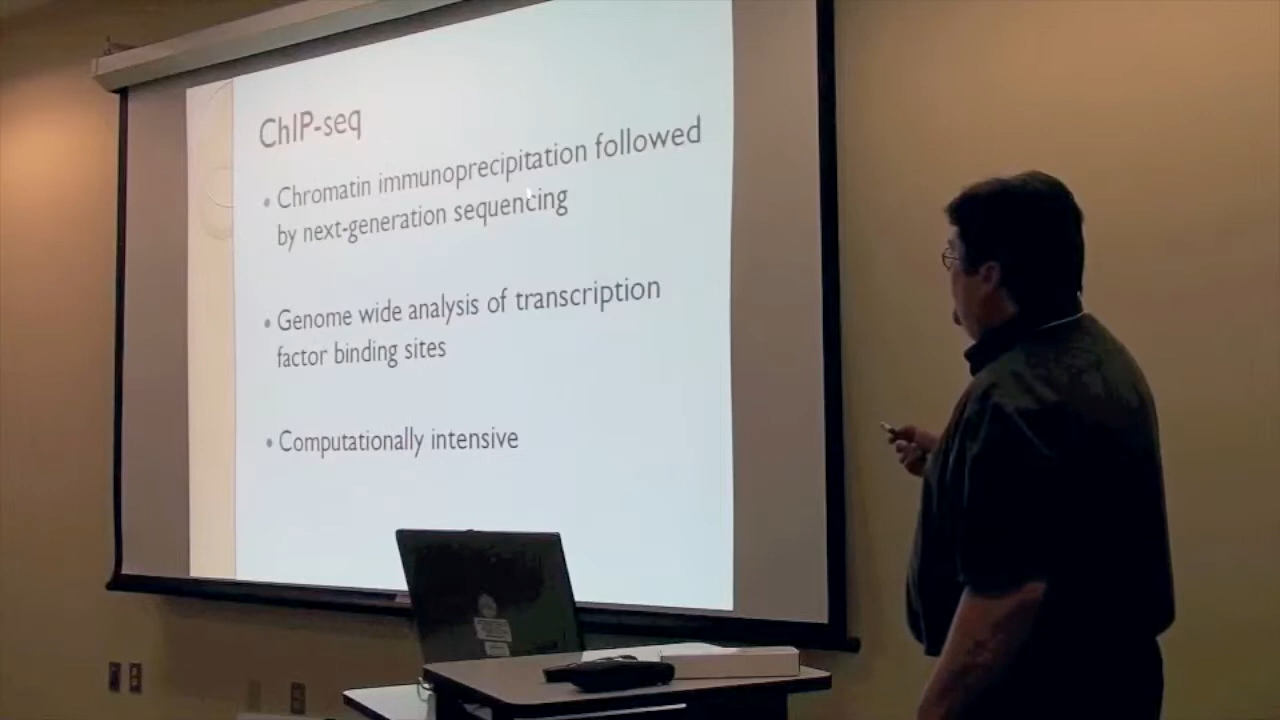 ChIP-seq
• Chromatin immunoprecipitation followed
by next-generation sequencing
• Genome wide analysis of transcription
factor binding sites
• Computationally intensive